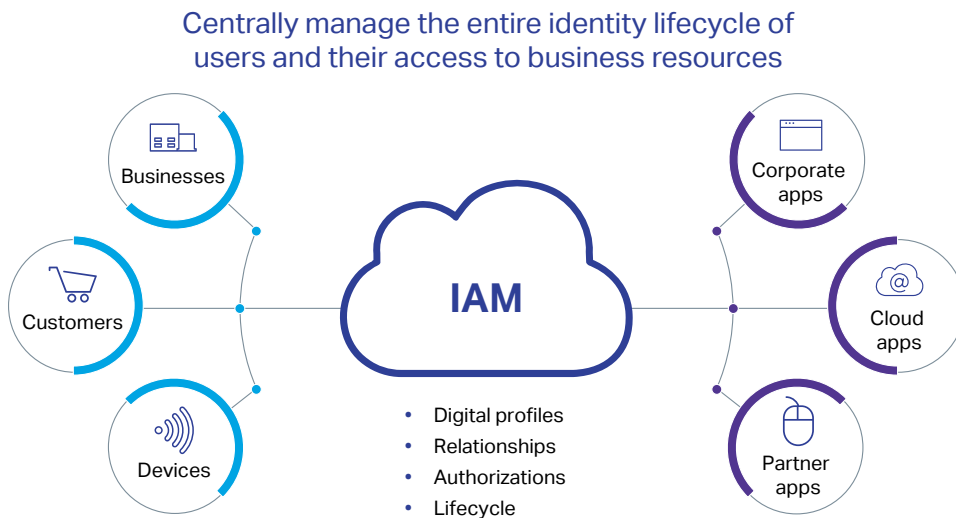 Centrally manage the entire identity lifecycle of
users and their access to business resources
Businesses
Customers
Devices
IAM
• Digital profiles
• Relationships
• Authorizations
• Lifecycle
Corporate
apps
@
Cloud
apps
Partner
apps